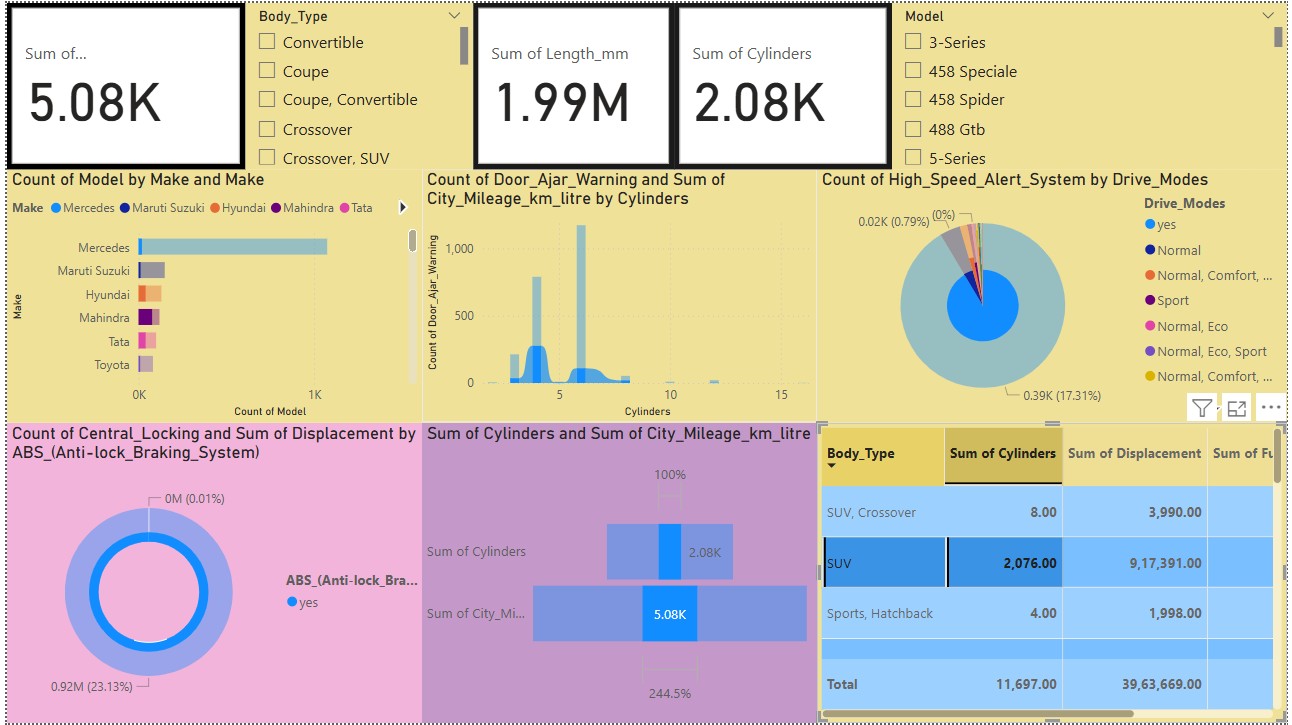 Sum of...
5.08K
Body_Type
Convertible
Coupe
Coupe, Convertible
Crossover
Crossover, SUV
Sum of Length_mm
1.99M
Sum of Cylinders
2.08K
Model
3-Series
458 Speciale
458 Spider
488 Gtb
5-Series
Count of Model by Make and Make
Make Mercedes Maruti Suzuki Hyundai Mahindra Tata
Make
Mercedes
Maruti Suzuki
Hyundai
Mahindra
Tata
Toyota
0K 1K
Count of Model
Count of Door_Ajar_Warning and Sum of
City_Mileage_km_litre by Cylinders
Count of Door_Ajar_Warning
1,000
500
0
5 10 15
Cylinders
Count of High_Speed_Alert_System by Drive_Modes
0.02K (0.79%)
(0%)
0.39K (17.31%)
Drive_Modes
yes
Normal
Normal, Comfort, ...
Sport
Normal, Eco
Normal, Eco, Sport
Normal, Comfort, ...
Count of Central_Locking and Sum of Displacement by
ABS_(Anti-lock_Braking_System)
0M (0.01%)
0.92M (23.13%)
ABS_(Anti-lock_Bra...
yes
Sum of Cylinders and Sum of City_Mileage_km_litre
100%
Sum of Cylinders
2.08K
Sum of City_Mi...
5.08K
244.5%
Body_Type Sum of Cylinders Sum of Displacement Sum of Fu
SUV, Crossover 8.00 3,990.00
SUV 2,076.00 9,17,391.00
Sports, Hatchback 4.00 1,998.00
Total 11,697.00 39,63,669.00